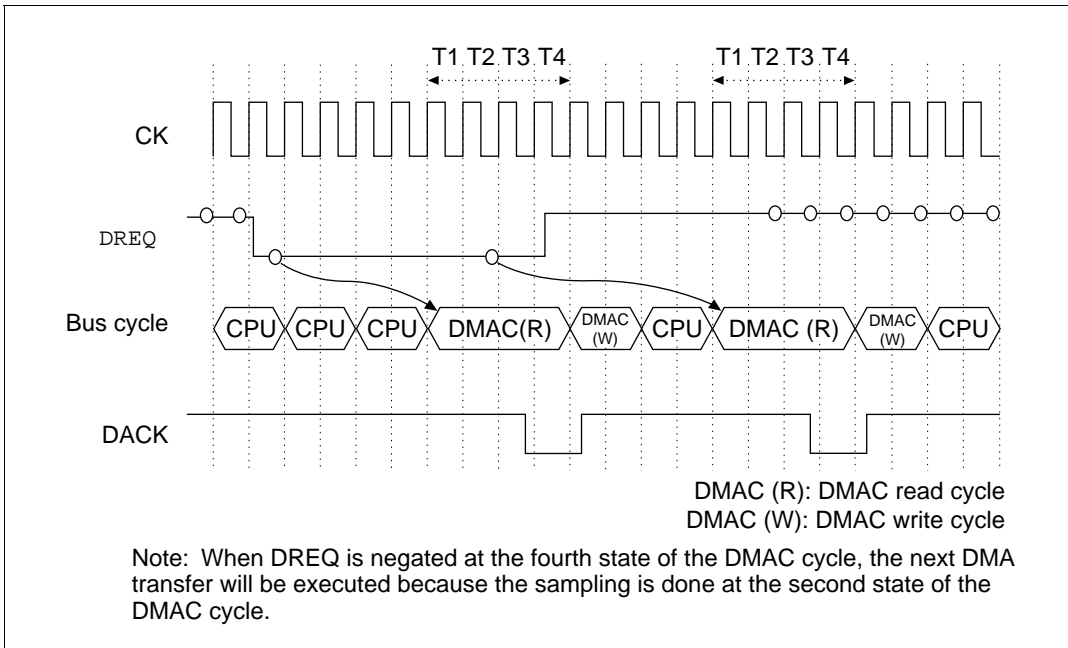 T1 T2 T3 T4 T1 T2 T3 T4
CK
DREQ
Bus cycle CPU CPU CPU DMAC(R) DMAC (W) CPU DMAC (R) DMAC (W) CPU
DACK
DMAC (R): DMAC read cycle
DMAC (W): DMAC write cycle
Note: When DREQ is negated at the fourth state of the DMAC cycle, the next DMA
transfer will be executed because the sampling is done at the second state of the
DMAC cycle.